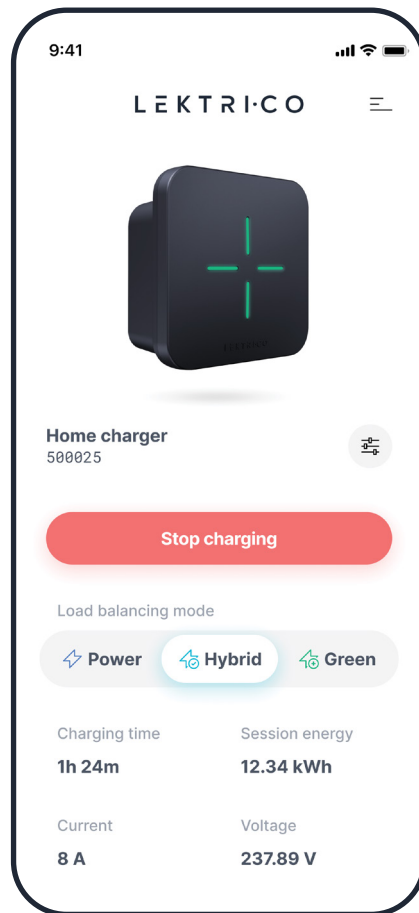 9:41
LEKTRI·CO
Home charger
500025
Stop charging
Load balancing mode
Power Hybrid Green
Charging time Session energy
1h 24m 12.34 kWh
Current Voltage
8 A 237.89 V